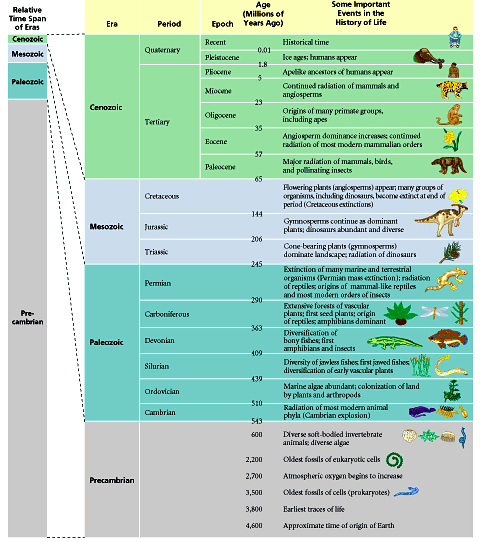 Relative
Time Span
of Eras
Cenozoic
Mesozoic
Paleozoic
Pre-
cambrian
Era
Period
Epoch
Age
(Millions of
Years Ago)
Some Important
Events in the
History of Life
Cenozoic
Quaternary
Recent
Historical time
0.01
Pleistocene
Ice ages; humans appear
1.8
Tertiary
Pliocene
Apelike ancestors of humans appear
5
Miocene
Continued radiation of mammals and
angiosperms
23
Oligocene
Origins of many primate groups,
including apes
35
Eocene
Angiosperm dominance increases; continued
radiation of most modern mammalian orders
57
Paleocene
Major radiation of mammals, birds,
and pollinating insects
65
Mesozoic
Cretaceous
Flowering plants (angiosperms) appear; many groups of
organisms, including dinosaurs, become extinct at end of
period (Cretaceous extinctions)
144
Jurassic
Gymnosperms continue as dominant
plants; dinosaurs abundant and diverse
206
Triassic
Cone-bearing plants (gymnosperms)
dominate landscape; radiation of dinosaurs
245
Paleozoic
Permian
Extinction of many marine and terrestrial
organisms (Permian mass extinction); radiation
of reptiles; origins of mammal-like reptiles
and most modern orders of insects
290
Carboniferous
Extensive forests of vascular
plants; first seed plants; origin
of reptiles; amphibians dominant
363
Devonian
Diversification of
bony fishes; first
amphibians and insects
409
Silurian
Diversity of jawless fishes; first jawed fishes;
diversification of early vascular plants
439
Ordovician
Marine algae abundant; colonization of land
by plants and arthropods
510
Cambrian
Radiation of most modern animal
phyla (Cambrian explosion)
543
Precambrian
600
Diverse soft-bodied invertebrate
animals; diverse algae
2,200
Oldest fossils of eukaryotic cells
2,700
Atmospheric oxygen begins to increase
3,500
Oldest fossils of cells (prokaryotes)
3,800
Earliest traces of life
4,600
Approximate time of origin of Earth